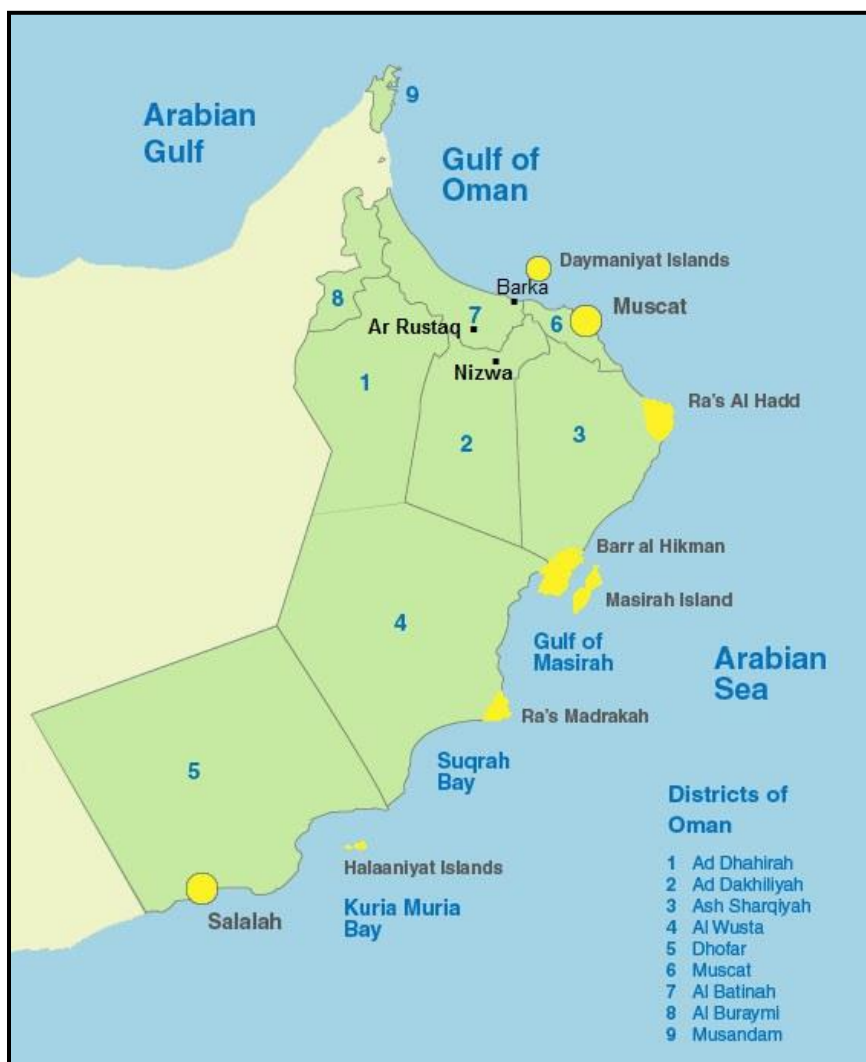 9
Arabian
Gulf
Gulf of
Oman
Daymaniyat Islands
Barka
8
7
6
Muscat
Ar Rustaq
Nizwa
1
2
3
Ra's Al Hadd
Barr al Hikman
Masirah Island
4
Gulf of
Masirah
Arabian
Sea
Ra's Madrakah
5
Suqrah
Bay
Halaaniyat Islands
Salalah
Kuria Muria
Bay
Districts of
Oman
1 Ad Dhahirah
2 Ad Dakhiliyah
3 Ash Sharqiyah
4 Al Wusta
5 Dhofar
6 Muscat
7 Al Batinah
8 Al Buraymi
9 Musandam